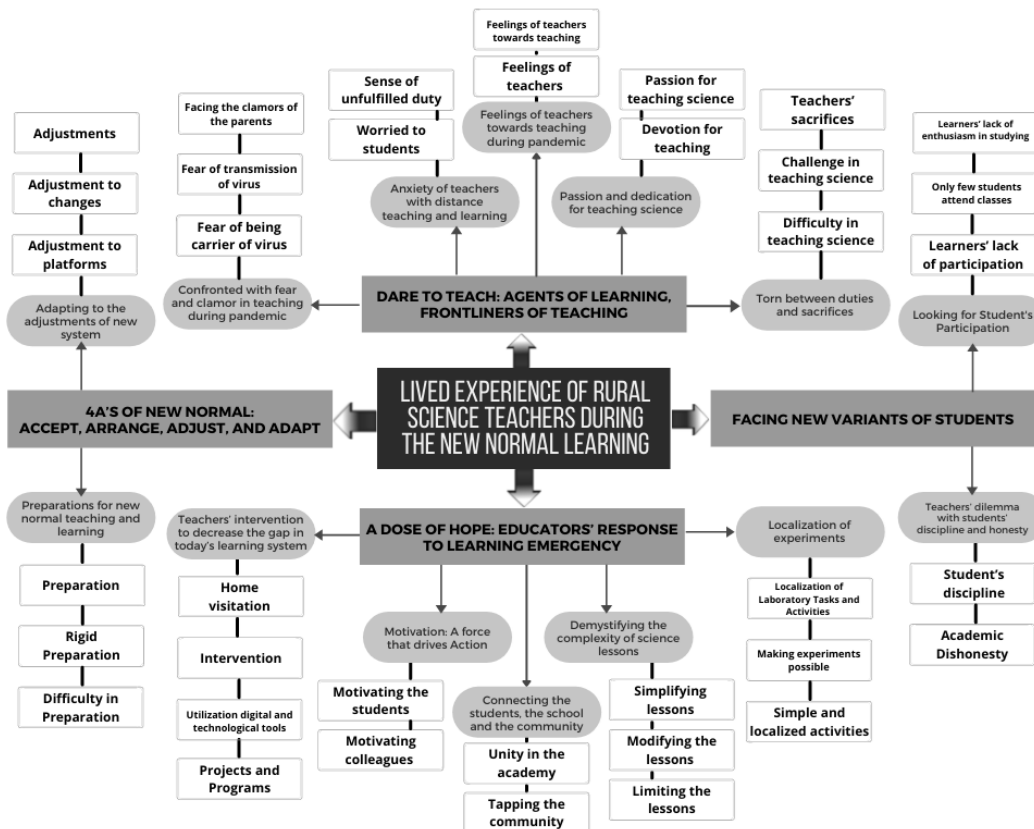 Feelings of teachers
towards teaching
Feelings of
teachers
Feelings of teachers
towards teaching
during pandemic
Sense of
unfulfilled duty
Worried to
students
Anxiety of teachers
with distance
teaching and learning
Passion for
teaching science
Devotion for
teaching
Passion and dedication
for teaching science
Facing the clamors of
the parents
Fear of transmission
of virus
Fear of being
carrier of virus
Confronted with fear
and clamor in teaching
during pandemic
Teachers'
sacrifices
Challenge in
teaching science
Difficulty in
teaching science
Torn between duties
and sacrifices
DARE TO TEACH: AGENTS OF LEARNING,
FRONTLINERS OF TEACHING
Adjustments
Adjustment to
changes
Adjustment to
platforms
Adapting to the
adjustments of new
system
Learners' lack of
enthusiasm in studying
Only few students
attend classes
Learners' lack
of participation
Looking for Student's
Participation
4A'S OF NEW NORMAL:
ACCEPT, ARRANGE, ADJUST, AND ADAPT
LIVED EXPERIENCE OF RURAL
SCIENCE TEACHERS DURING
THE NEW NORMAL LEARNING
FACING NEW VARIANTS OF STUDENTS
Preparations for new
normal teaching and
learning
Preparation
Rigid
Preparation
Difficulty in
Preparation
Teachers' intervention
to decrease the gap in
today's learning system
Home
visitation
Intervention
Utilization digital and
technological tools
Projects and
Programs
A DOSE OF HOPE: EDUCATORS' RESPONSE
TO LEARNING EMERGENCY
Motivation: A force
that drives Action
Motivating the
students
Motivating
colleagues
Connecting the
students, the school
and the community
Unity in the
academy
Tapping the
community
Demystifying the
complexity of science
lessons
Simplifying
lessons
Modifying the
lessons
Limiting the
lessons
Localization of
experiments
Localization of
Laboratory Tasks and
Activities
Making experiments
possible
Simple and
localized activities
Teachers' dilemma
with students'
discipline and honesty
Student's
discipline
Academic
Dishonesty